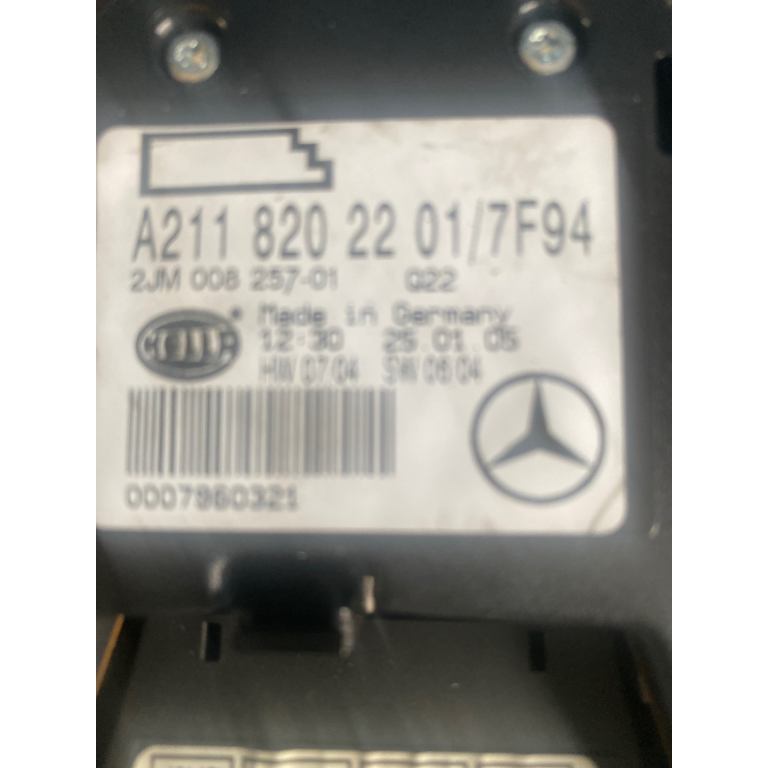 A211 820 22 01/7F94
2JM 008 257-01 Q22
Made in Germany
HELLA
12:30 25.01.05
HW 07/04 SW 06.04
0007960321